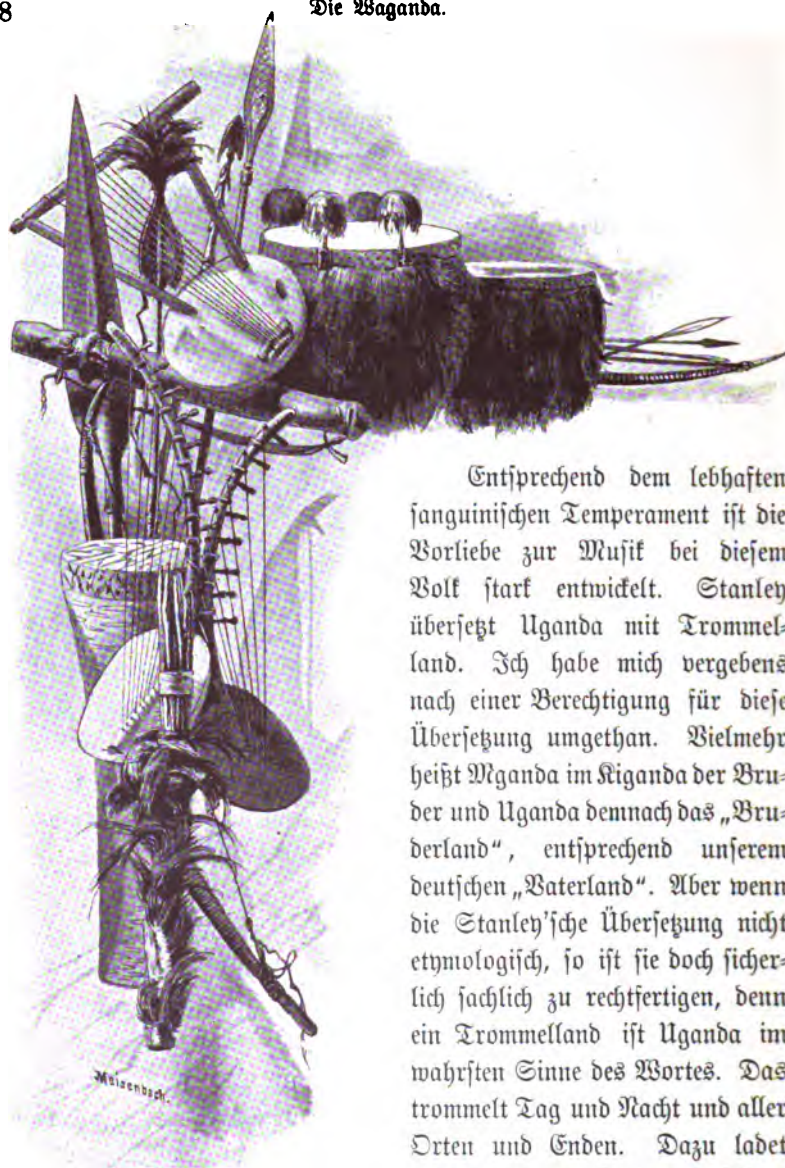 8 Die Waganda.
Entsprechend dem lebhaften
sanguinischen Temperament ist die
Vorliebe zur Musik bei diesem
Volk stark entwickelt. Stanley
übersetzt Uganda mit Trommel-
land. Ich habe mich vergebens
nach einer Berechtigung für diese
Übersetzung umgethan. Vielmehr
heißt Mganda im Kiganda der Bru-
der und Uganda demnach das „Bru-
derland“, entsprechend unserem
deutschen „Vaterland“. Aber wenn
die Stanley'sche Übersetzung nicht
etymologisch, so ist sie doch sicher-
lich sachlich zu rechtfertigen, denn
ein Trommelland ist Uganda im
wahrsten Sinne des Wortes. Das
trommelt Tag und Nacht und aller
Orten und Enden. Dazu ladet
Meisenbach.